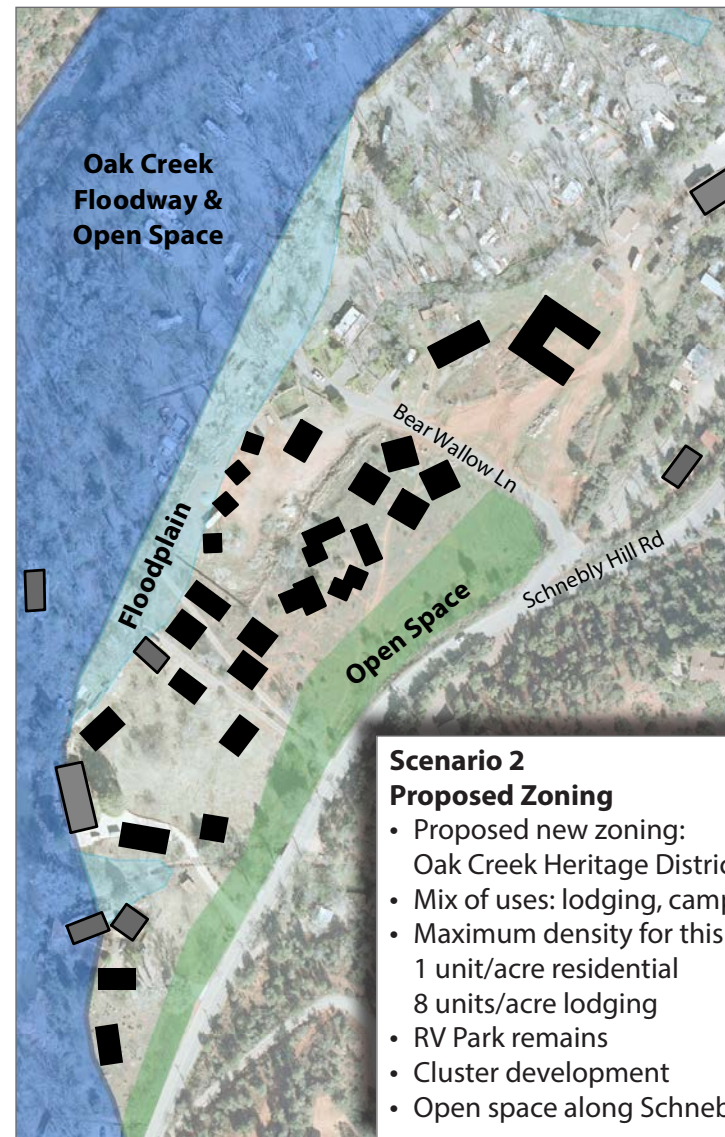 Oak Creek
Floodway &
Open Space
Bear Wallow Ln
Schnebly Hill Rd
Floodplain
Open Space
Scenario 2
Proposed Zoning
• Proposed new zoning:
Oak Creek Heritage Distric
• Mix of uses: lodging, camp
• Maximum density for this
1 unit/acre residential
8 units/acre lodging
• RV Park remains
• Cluster development
• Open space along Schneb